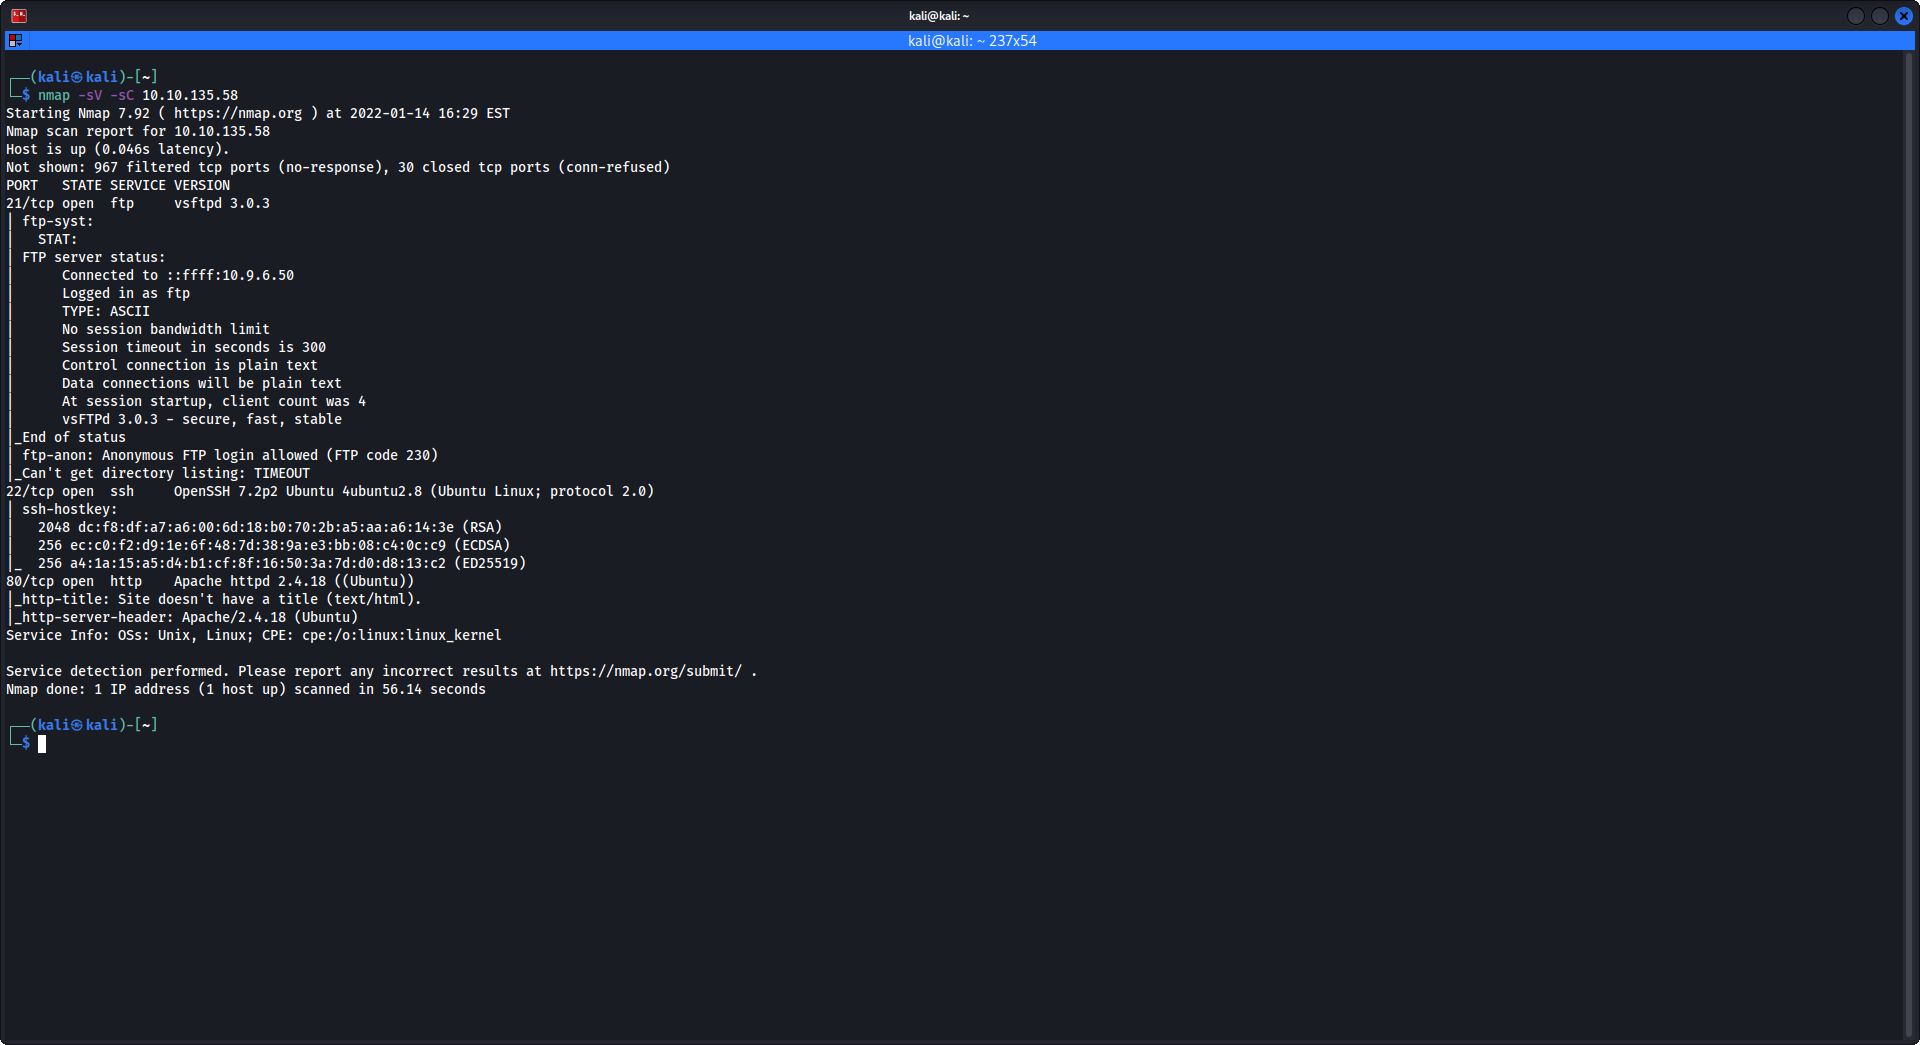 kali@kali: ~
kali@kali: ~ 237x54
(kali㉿kali)-[~]
$ nmap -sV -sC 10.10.135.58
Starting Nmap 7.92 ( https://nmap.org ) at 2022-01-14 16:29 EST
Nmap scan report for 10.10.135.58
Host is up (0.046s latency).
Not shown: 967 filtered tcp ports (no-response), 30 closed tcp ports (conn-refused)
PORT   STATE SERVICE VERSION
21/tcp open  ftp     vsftpd 3.0.3
| ftp-syst:
|   STAT:
| FTP server status:
|      Connected to ::ffff:10.9.6.50
|      Logged in as ftp
|      TYPE: ASCII
|      No session bandwidth limit
|      Session timeout in seconds is 300
|      Control connection is plain text
|      Data connections will be plain text
|      At session startup, client count was 4
|      vsFTPd 3.0.3 - secure, fast, stable
|_End of status
| ftp-anon: Anonymous FTP login allowed (FTP code 230)
|_Can't get directory listing: TIMEOUT
22/tcp open  ssh     OpenSSH 7.2p2 Ubuntu 4ubuntu2.8 (Ubuntu Linux; protocol 2.0)
| ssh-hostkey:
|   2048 dc:f8:df:a7:a6:00:6d:18:b0:70:2b:a5:aa:a6:14:3e (RSA)
|   256 ec:c0:f2:d9:1e:6f:48:7d:38:9a:e3:bb:08:c4:0c:c9 (ECDSA)
|_  256 a4:1a:15:a5:d4:b1:cf:8f:16:50:3a:7d:d0:d8:13:c2 (ED25519)
80/tcp open  http    Apache httpd 2.4.18 ((Ubuntu))
|_http-title: Site doesn't have a title (text/html).
|_http-server-header: Apache/2.4.18 (Ubuntu)
Service Info: OSs: Unix, Linux; CPE: cpe:/o:linux:linux_kernel
Service detection performed. Please report any incorrect results at https://nmap.org/submit/ .
Nmap done: 1 IP address (1 host up) scanned in 56.14 seconds
(kali㉿kali)-[~]
$